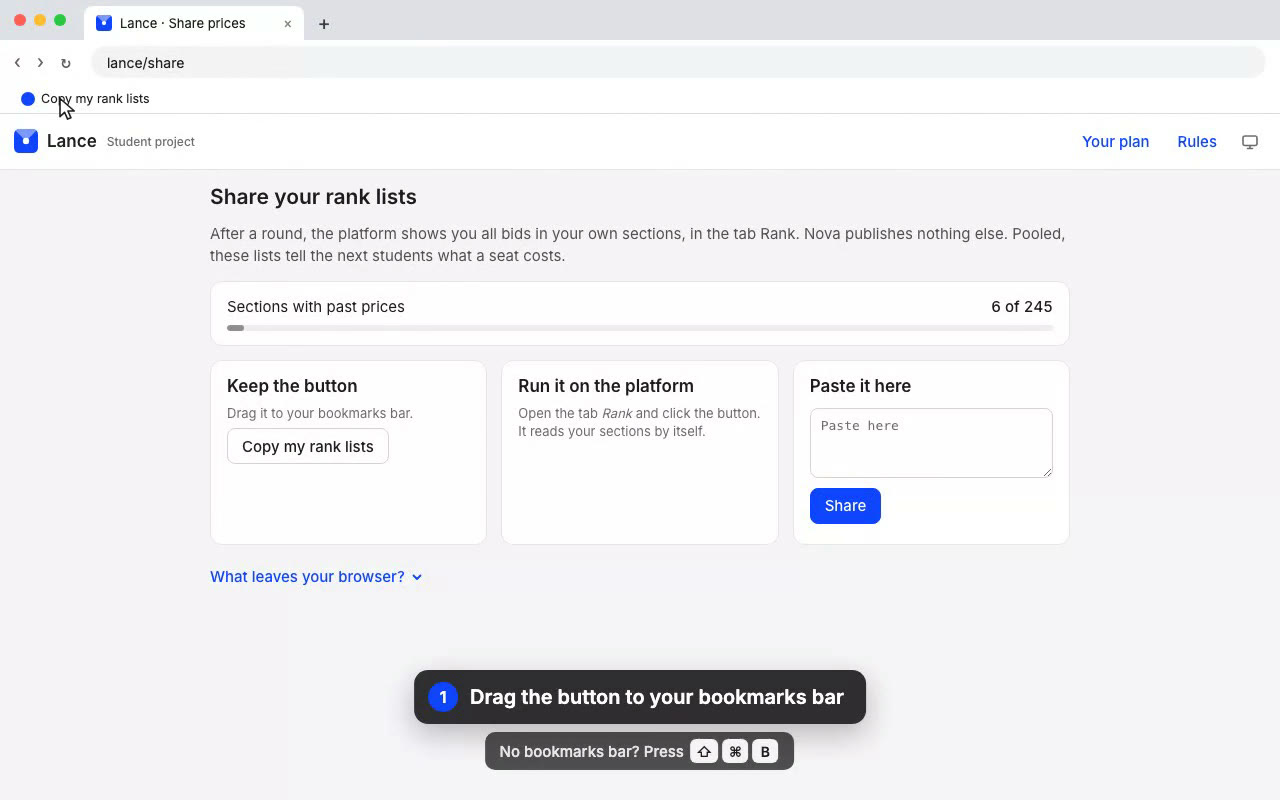 Lance · Share prices
lance/share
Copy my rank lists
Lance Student project
Your plan
Rules
Share your rank lists
After a round, the platform shows you all bids in your own sections, in the tab Rank. Nova publishes nothing else. Pooled,
these lists tell the next students what a seat costs.
Sections with past prices
6 of 245
Keep the button
Drag it to your bookmarks bar.
Copy my rank lists
Run it on the platform
Open the tab Rank and click the button.
It reads your sections by itself.
Paste it here
Paste here
Share
What leaves your browser?
1 Drag the button to your bookmarks bar
No bookmarks bar? Press ⇧ ⌘ B